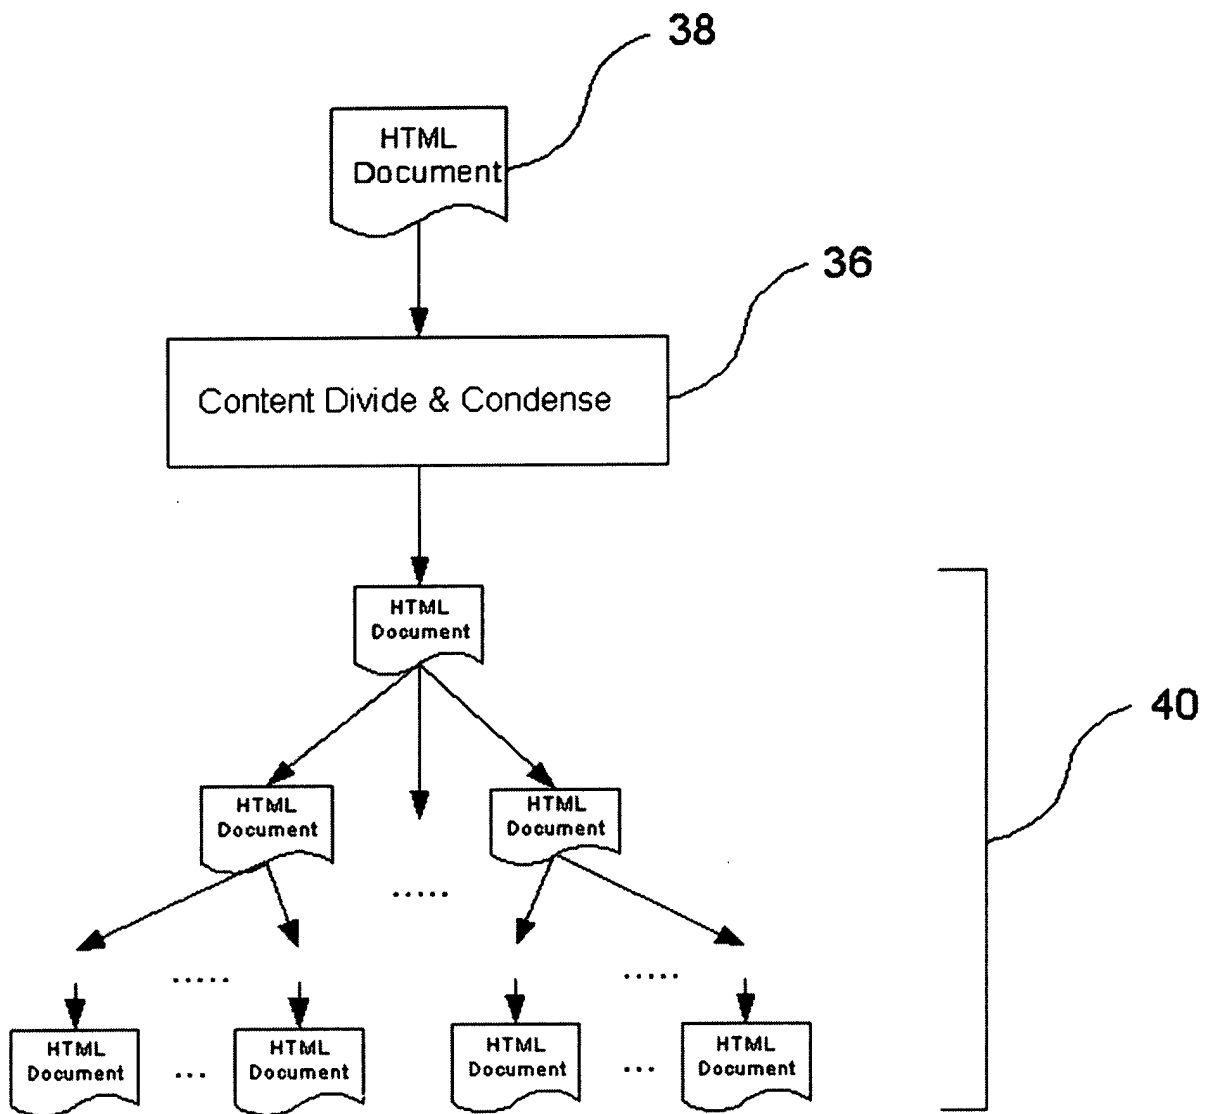 38
HTML
Document
36
Content Divide & Condense
HTML
Document
40
HTML
Document
HTML
Document
.....
.....
.....
HTML
Document
...
HTML
Document
HTML
Document
...
HTML
Document